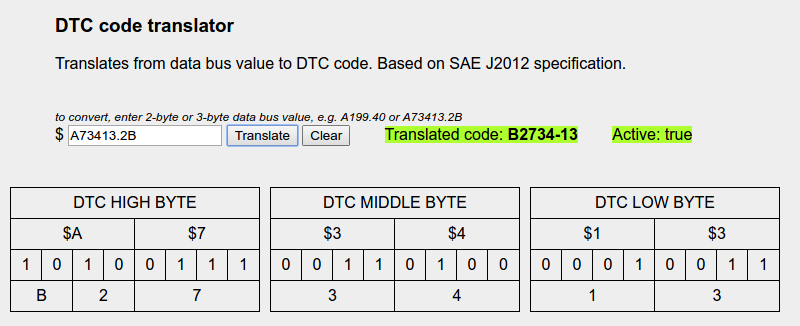 DTC code translator
Translates from data bus value to DTC code. Based on SAE J2012 specification.
to convert, enter 2-byte or 3-byte data bus value, e.g. A199.40 or A73413.2B
$ A73413.2B Translate Clear Translated code: B2734-13 Active: true
DTC HIGH BYTE DTC MIDDLE BYTE DTC LOW BYTE
$A $7 $3 $4 $1 $3
1 0 1 0 0 1 1 1 0 0 1 1 0 1 0 0 0 0 0 1 0 0 1 1
B 2 7 3 4 1 3